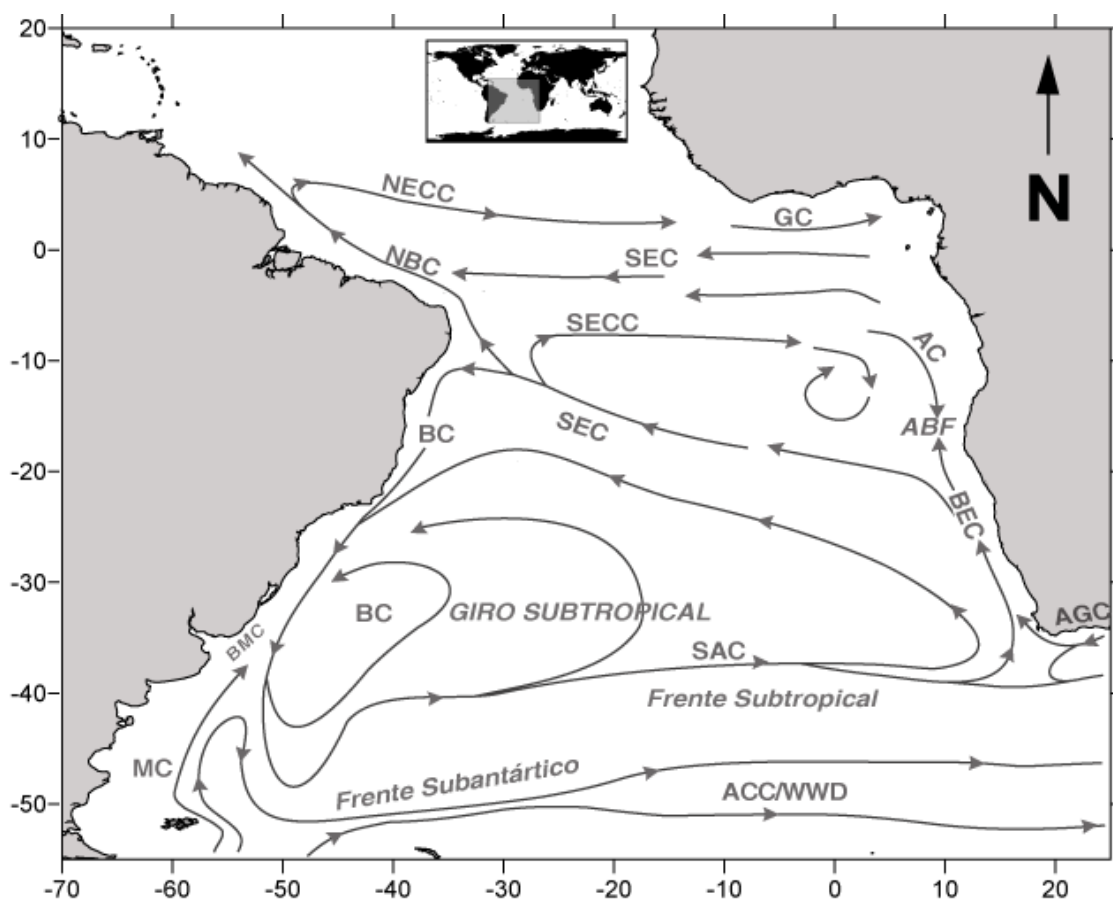 20
10
0
-10
-20
-30
-40
-50
N
NECC
GC
NBC
SEC
SECC
AC
ABF
BC
SEC
BEC
BC
GIRO SUBTROPICAL
AGC
BMC
SAC
Frente Subtropical
MC
Frente Subantártico
ACC/WWD
-70
-60
-50
-40
-30
-20
-10
0
10
20